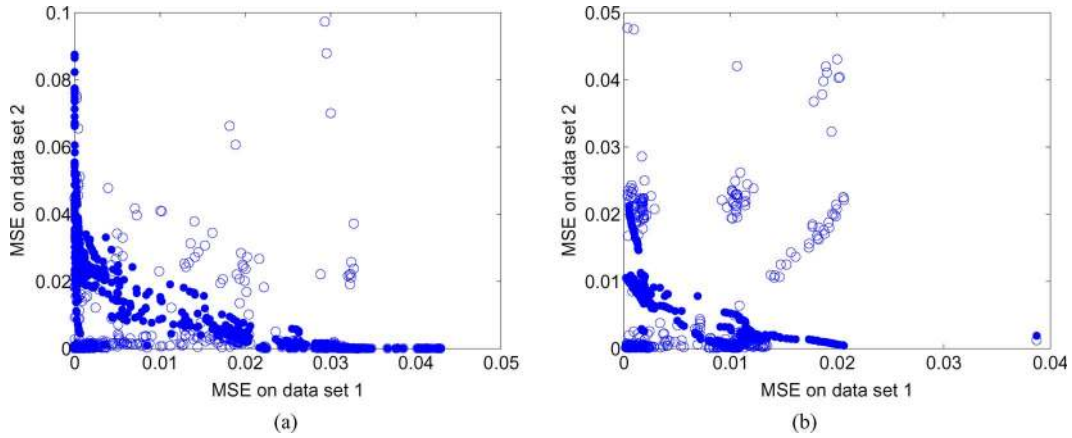 0.1
0.08
0.06
0.04
0.02
0
MSE on data set 2
0 0.01 0.02 0.03 0.04 0.05
MSE on data set 1
(a)
0.05
0.04
0.03
0.02
0.01
0
MSE on data set 2
0 0.01 0.02 0.03 0.04
MSE on data set 1
(b)